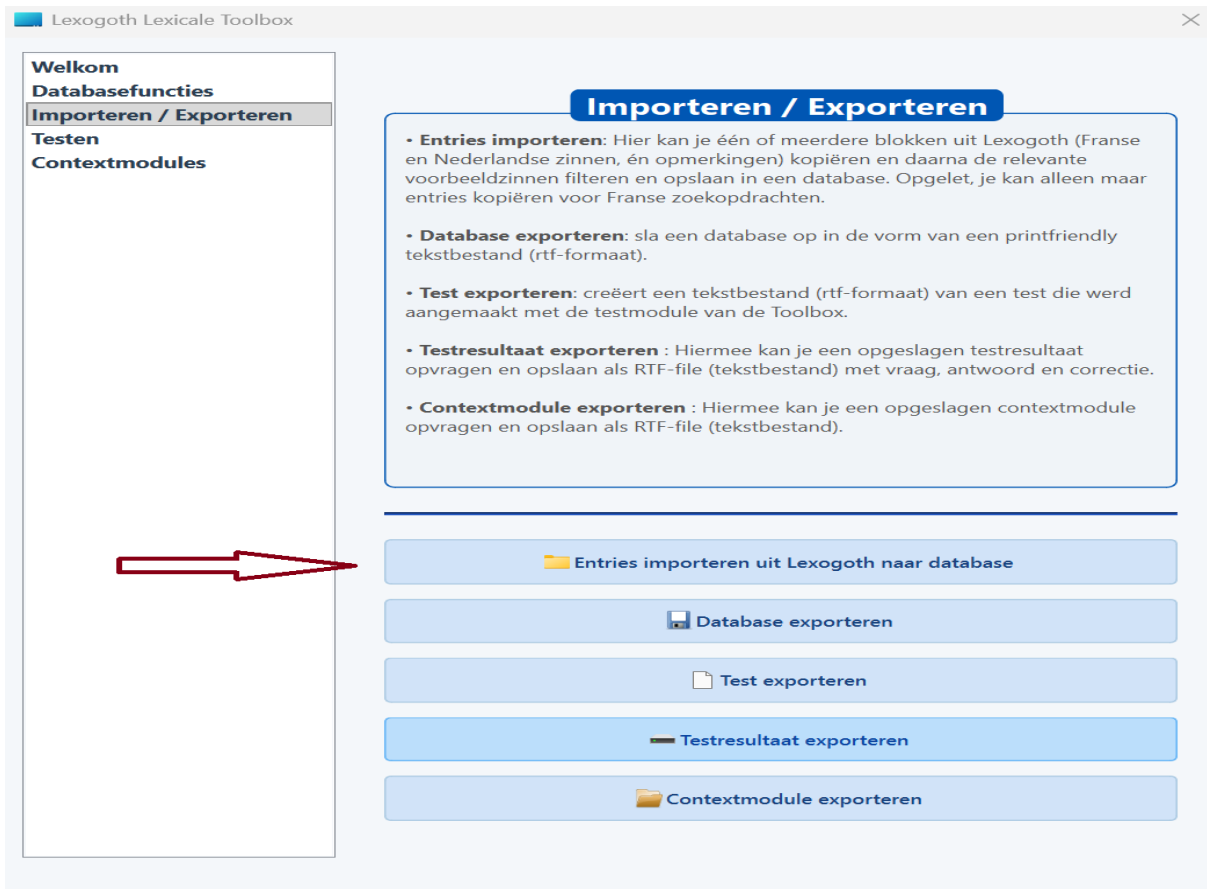 Lexogoth Lexicale Toolbox
Welkom
Databasefuncties
Importeren / Exporteren
Testen
Contextmodules
Importeren / Exporteren
• Entries importeren: Hier kan je één of meerdere blokken uit Lexogoth (Franse
en Nederlandse zinnen, én opmerkingen) kopiëren en daarna de relevante
voorbeeldzinnen filteren en opslaan in een database. Opgelet, je kan alleen maar
entries kopiëren voor Franse zoekopdrachten.
• Database exporteren: sla een database op in de vorm van een printfriendly
tekstbestand (rtf-formaat).
• Test exporteren: creëert een tekstbestand (rtf-formaat) van een test die werd
aangemaakt met de testmodule van de Toolbox.
• Testresultaat exporteren : Hiermee kan je een opgeslagen testresultaat
opvragen en opslaan als RTF-file (tekstbestand) met vraag, antwoord en correctie.
• Contextmodule exporteren : Hiermee kan je een opgeslagen contextmodule
opvragen en opslaan als RTF-file (tekstbestand).
Entries importeren uit Lexogoth naar database
Database exporteren
Test exporteren
Testresultaat exporteren
Contextmodule exporteren